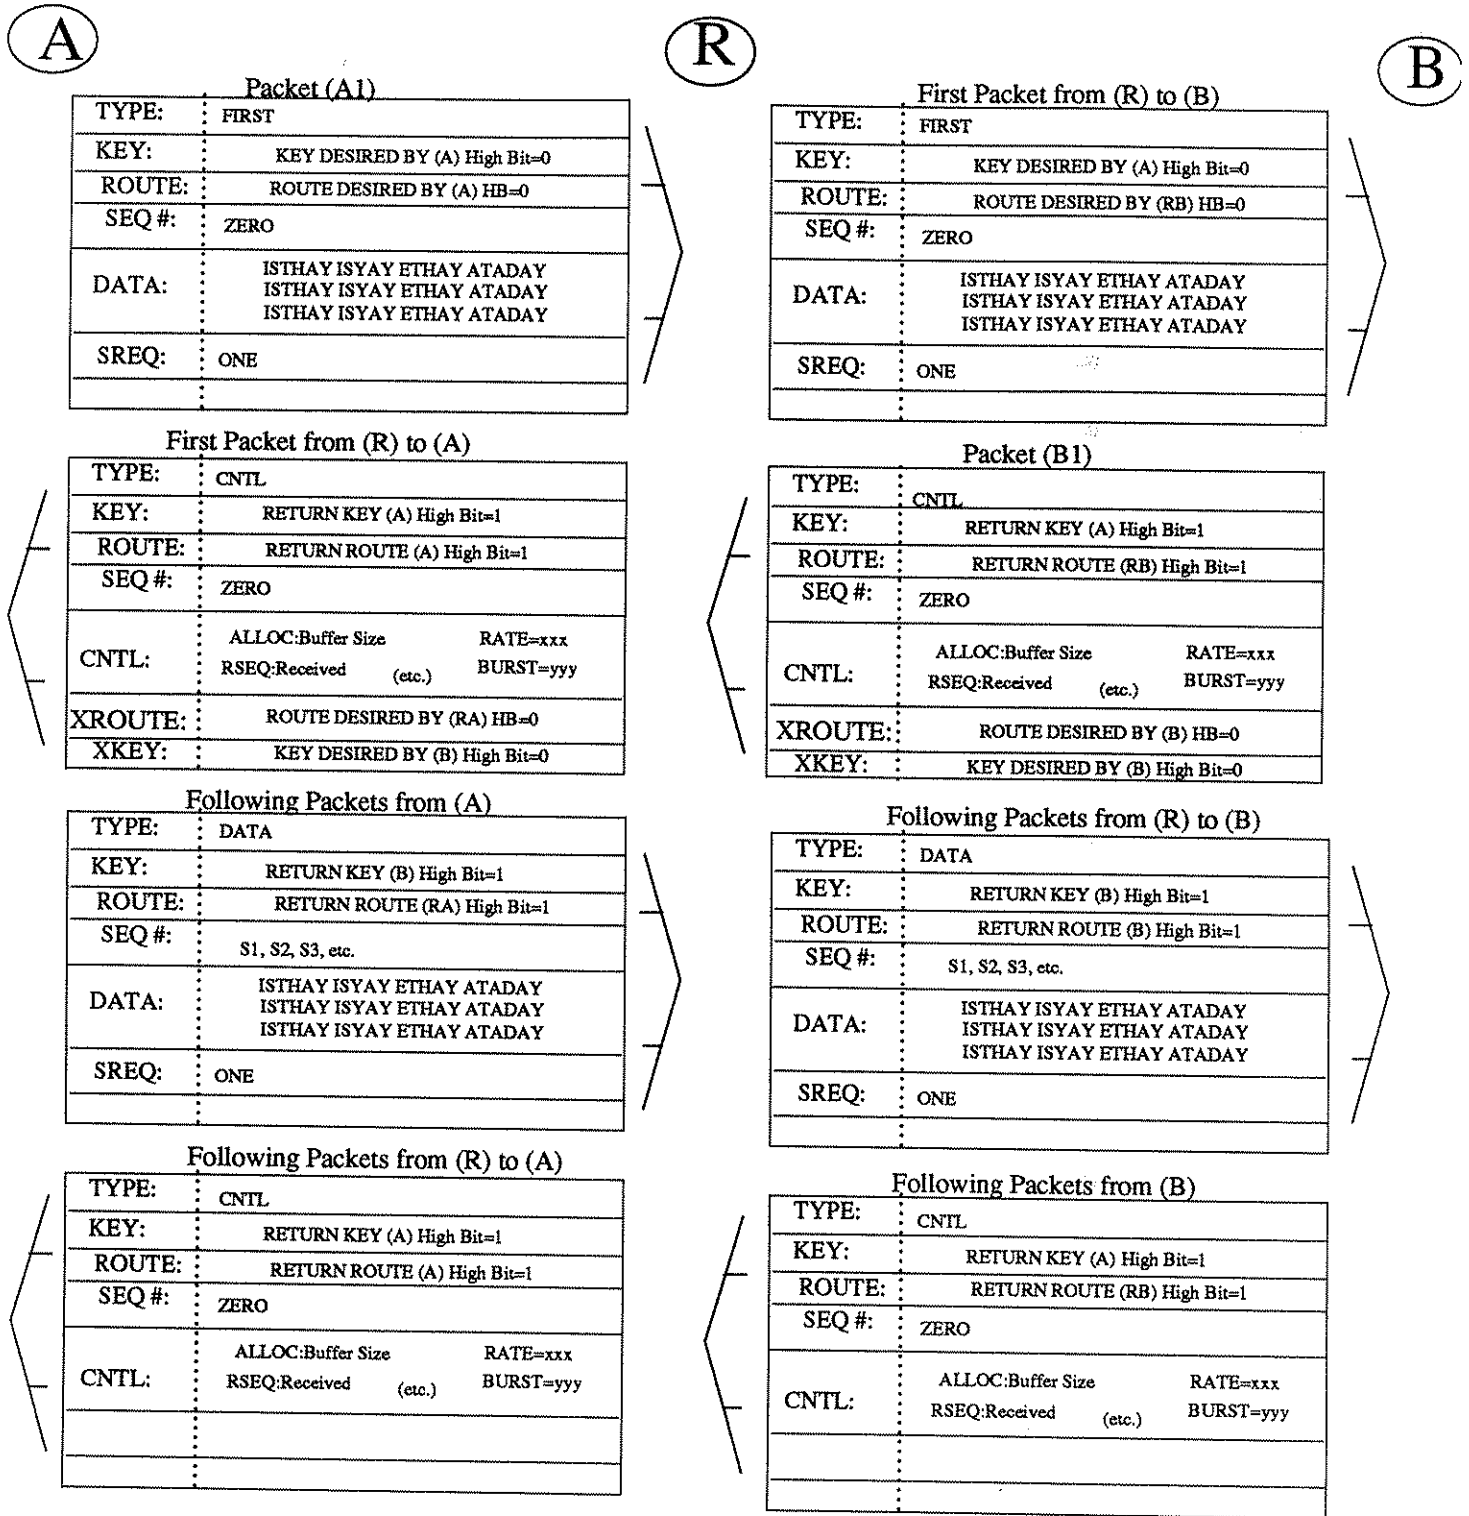 A
R
B
Packet (A1)
TYPE: FIRST
KEY: KEY DESIRED BY (A) High Bit=0
ROUTE: ROUTE DESIRED BY (A) HB=0
SEQ #: ZERO
DATA: ISTHAY ISYAY ETHAY ATADAY
ISTHAY ISYAY ETHAY ATADAY
ISTHAY ISYAY ETHAY ATADAY
SREQ: ONE
First Packet from (R) to (B)
TYPE: FIRST
KEY: KEY DESIRED BY (A) High Bit=0
ROUTE: ROUTE DESIRED BY (RB) HB=0
SEQ #: ZERO
DATA: ISTHAY ISYAY ETHAY ATADAY
ISTHAY ISYAY ETHAY ATADAY
ISTHAY ISYAY ETHAY ATADAY
SREQ: ONE
First Packet from (R) to (A)
TYPE: CNTL
KEY: RETURN KEY (A) High Bit=1
ROUTE: RETURN ROUTE (A) High Bit=1
SEQ #: ZERO
CNTL: ALLOC:Buffer Size RATE=xxx
RSEQ:Received (etc.) BURST=yyy
XROUTE: ROUTE DESIRED BY (RA) HB=0
XKEY: KEY DESIRED BY (B) High Bit=0
Packet (B1)
TYPE: CNTL
KEY: RETURN KEY (A) High Bit=1
ROUTE: RETURN ROUTE (RB) High Bit=1
SEQ #: ZERO
CNTL: ALLOC:Buffer Size RATE=xxx
RSEQ:Received (etc.) BURST=yyy
XROUTE: ROUTE DESIRED BY (B) HB=0
XKEY: KEY DESIRED BY (B) High Bit=0
Following Packets from (A)
TYPE: DATA
KEY: RETURN KEY (B) High Bit=1
ROUTE: RETURN ROUTE (RA) High Bit=1
SEQ #: S1, S2, S3, etc.
DATA: ISTHAY ISYAY ETHAY ATADAY
ISTHAY ISYAY ETHAY ATADAY
ISTHAY ISYAY ETHAY ATADAY
SREQ: ONE
Following Packets from (R) to (B)
TYPE: DATA
KEY: RETURN KEY (B) High Bit=1
ROUTE: RETURN ROUTE (B) High Bit=1
SEQ #: S1, S2, S3, etc.
DATA: ISTHAY ISYAY ETHAY ATADAY
ISTHAY ISYAY ETHAY ATADAY
ISTHAY ISYAY ETHAY ATADAY
SREQ: ONE
Following Packets from (R) to (A)
TYPE: CNTL
KEY: RETURN KEY (A) High Bit=1
ROUTE: RETURN ROUTE (A) High Bit=1
SEQ #: ZERO
CNTL: ALLOC:Buffer Size RATE=xxx
RSEQ:Received (etc.) BURST=yyy
Following Packets from (B)
TYPE: CNTL
KEY: RETURN KEY (A) High Bit=1
ROUTE: RETURN ROUTE (RB) High Bit=1
SEQ #: ZERO
CNTL: ALLOC:Buffer Size RATE=xxx
RSEQ:Received (etc.) BURST=yyy